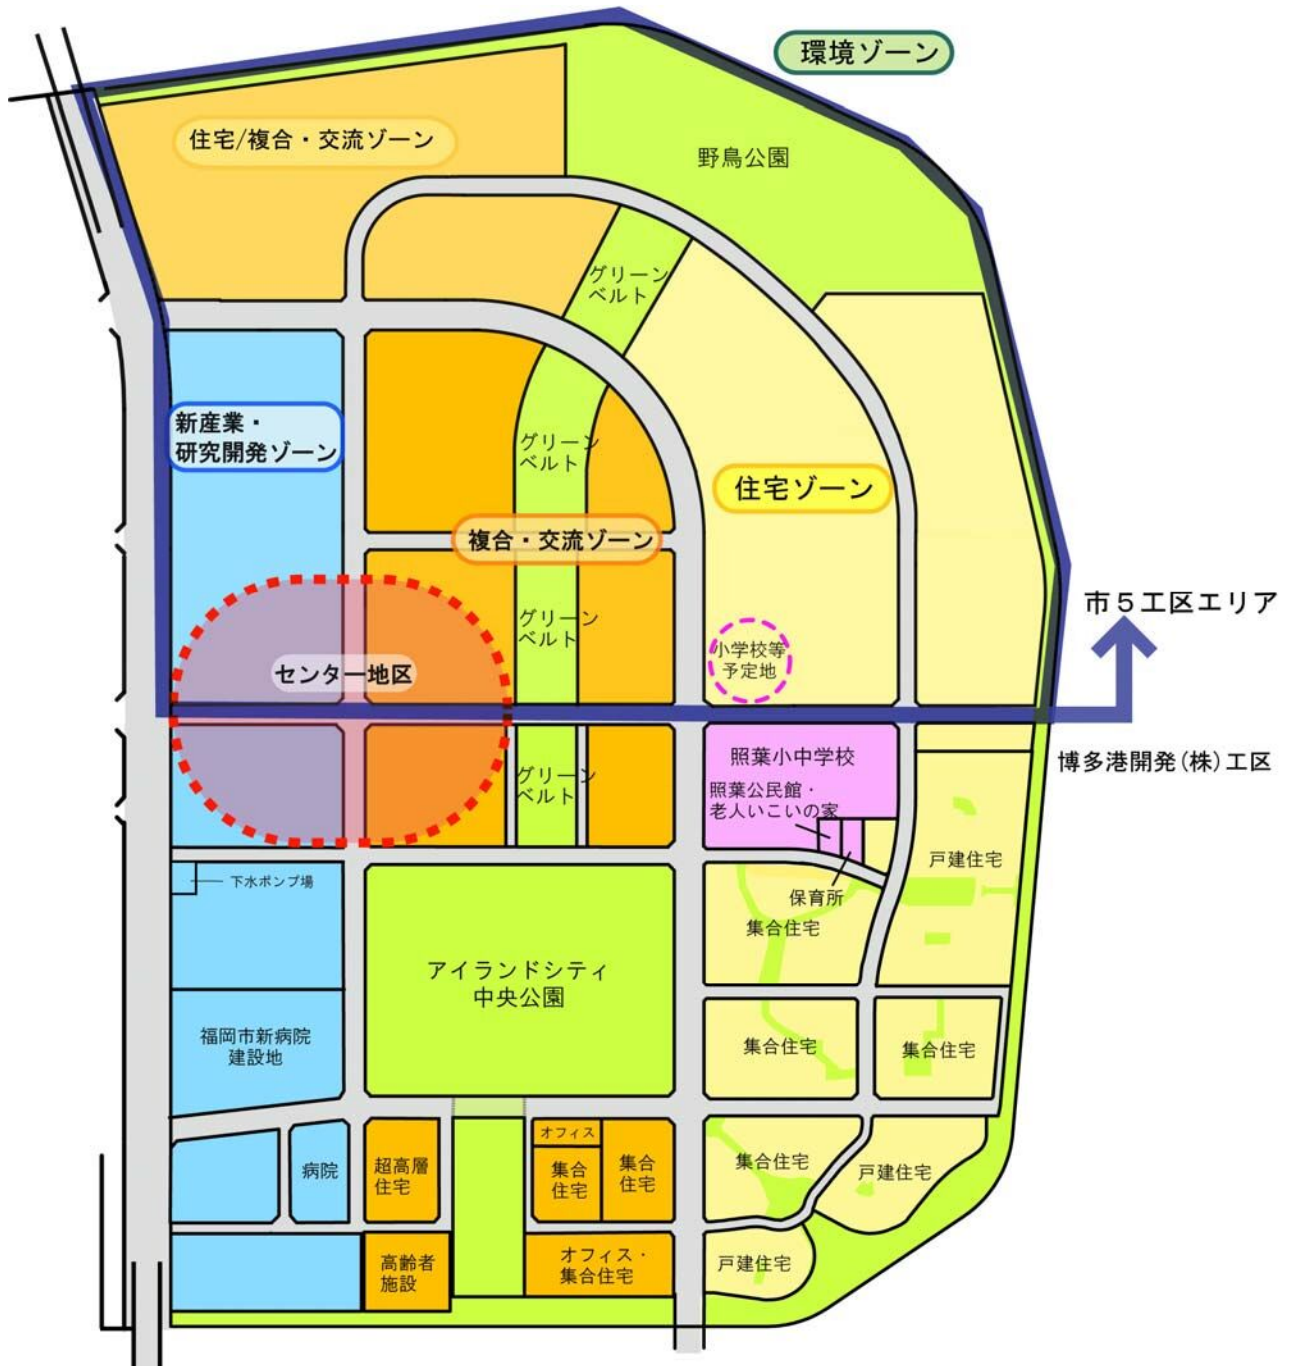 環境ゾーン
住宅/複合・交流ゾーン
野鳥公園
グリーン
ベルト
新産業・
研究開発ゾーン
グリーン
ベルト
住宅ゾーン
複合・交流ゾーン
市５工区エリア
グリーン
ベルト
小学校等
予定地
センター地区
照葉小中学校
博多港開発(株)工区
グリーン
ベルト
照葉公民館・
老人いこいの家
戸建住宅
下水ポンプ場
保育所
集合住宅
アイランドシティ
中央公園
福岡市新病院
建設地
集合住宅
集合住宅
オフィス
病院
超高層
住宅
集合
住宅
集合
住宅
集合住宅
戸建住宅
高齢者
施設
オフィス・
集合住宅
戸建住宅